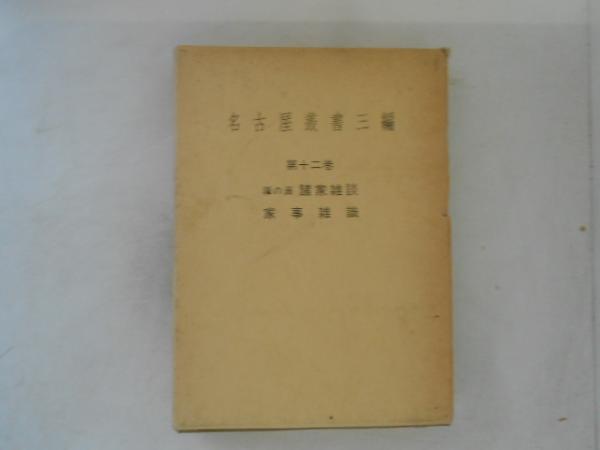 名古屋叢書三編
第十二巻
の 諸家雑談
家事雑識